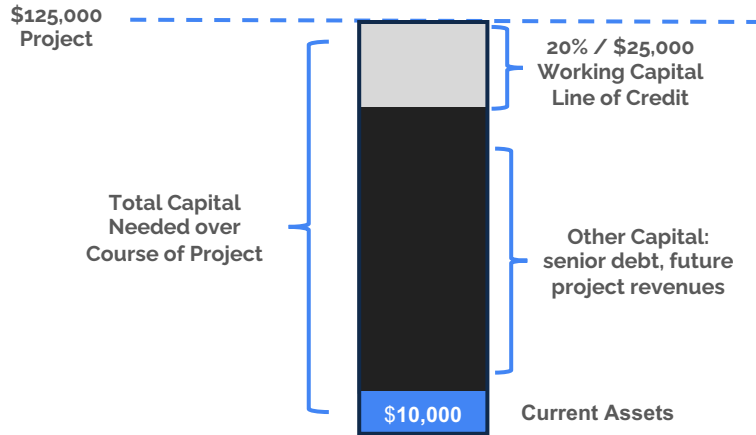 $125,000
Project
20% / $25,000
Working Capital
Line of Credit
Total Capital
Needed over
Course of Project
Other Capital:
senior debt, future
project revenues
$10,000
Current Assets